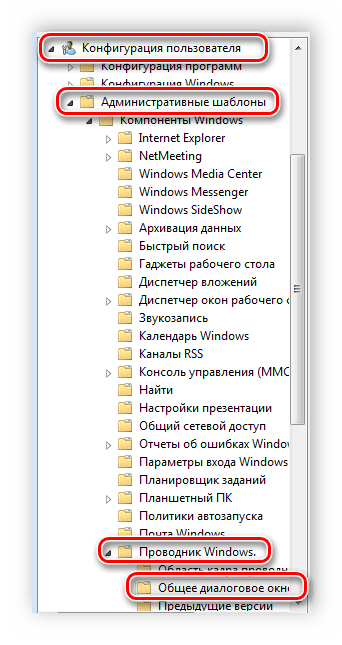 Конфигурация пользователя
Конфигурация программ
Конфигурация Windows
Административные шаблоны
Компоненты Windows
Internet Explorer
NetMeeting
Windows Media Center
Windows Messenger
Windows SideShow
Архивация данных
Быстрый поиск
Гаджеты рабочего стола
Диспетчер вложений
Диспетчер окон рабочего с
Звукозапись
Календарь Windows
Каналы RSS
Консоль управления (MMC
Найти
Настройки презентации
Общий сетевой доступ
Отчеты об ошибках Window
Параметры входа Windows
Планировщик заданий
Планшетный ПК
Политики автозапуска
Почта Windows
Проводник Windows.
Область кадра проводн
Общее диалоговое окно
Предыдущие версии